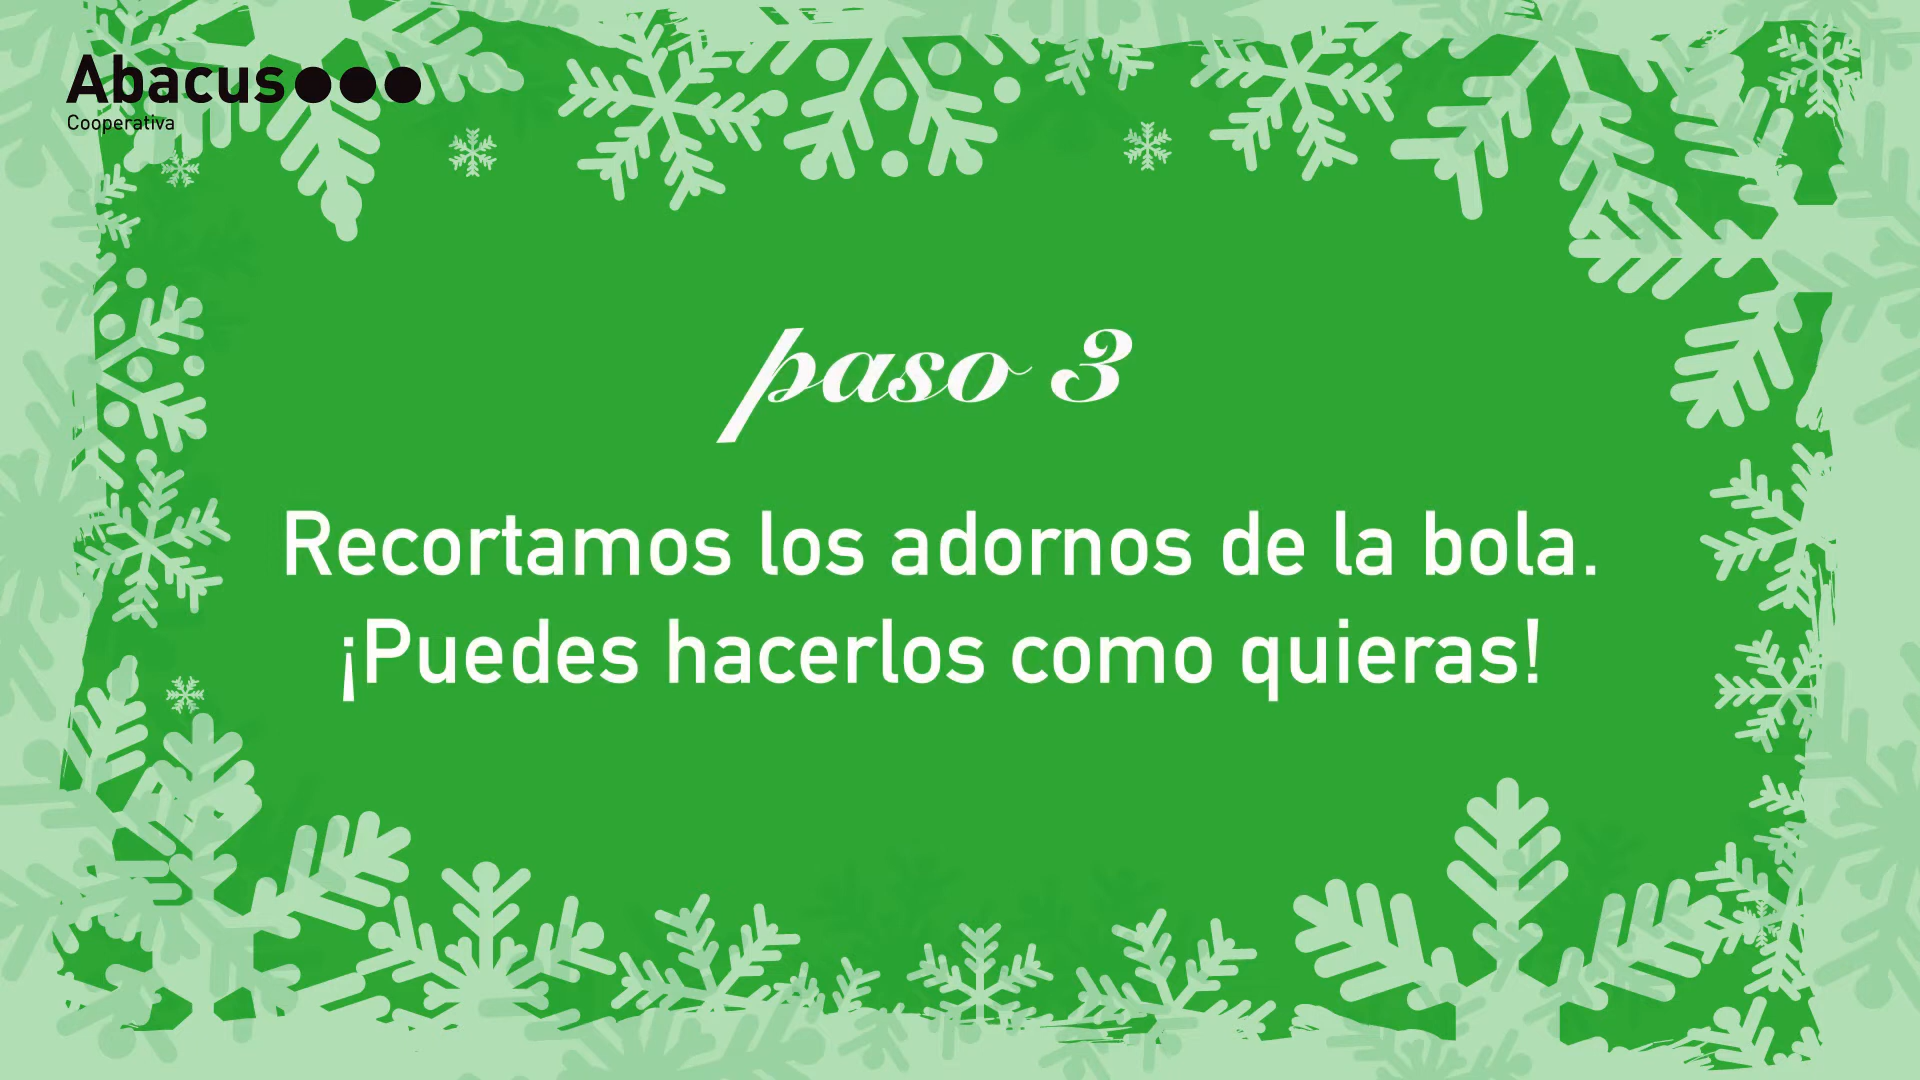 Abacus
Cooperativa
paso 3
Recortamos los adornos de la bola.
¡Puedes hacerlos como quieras!